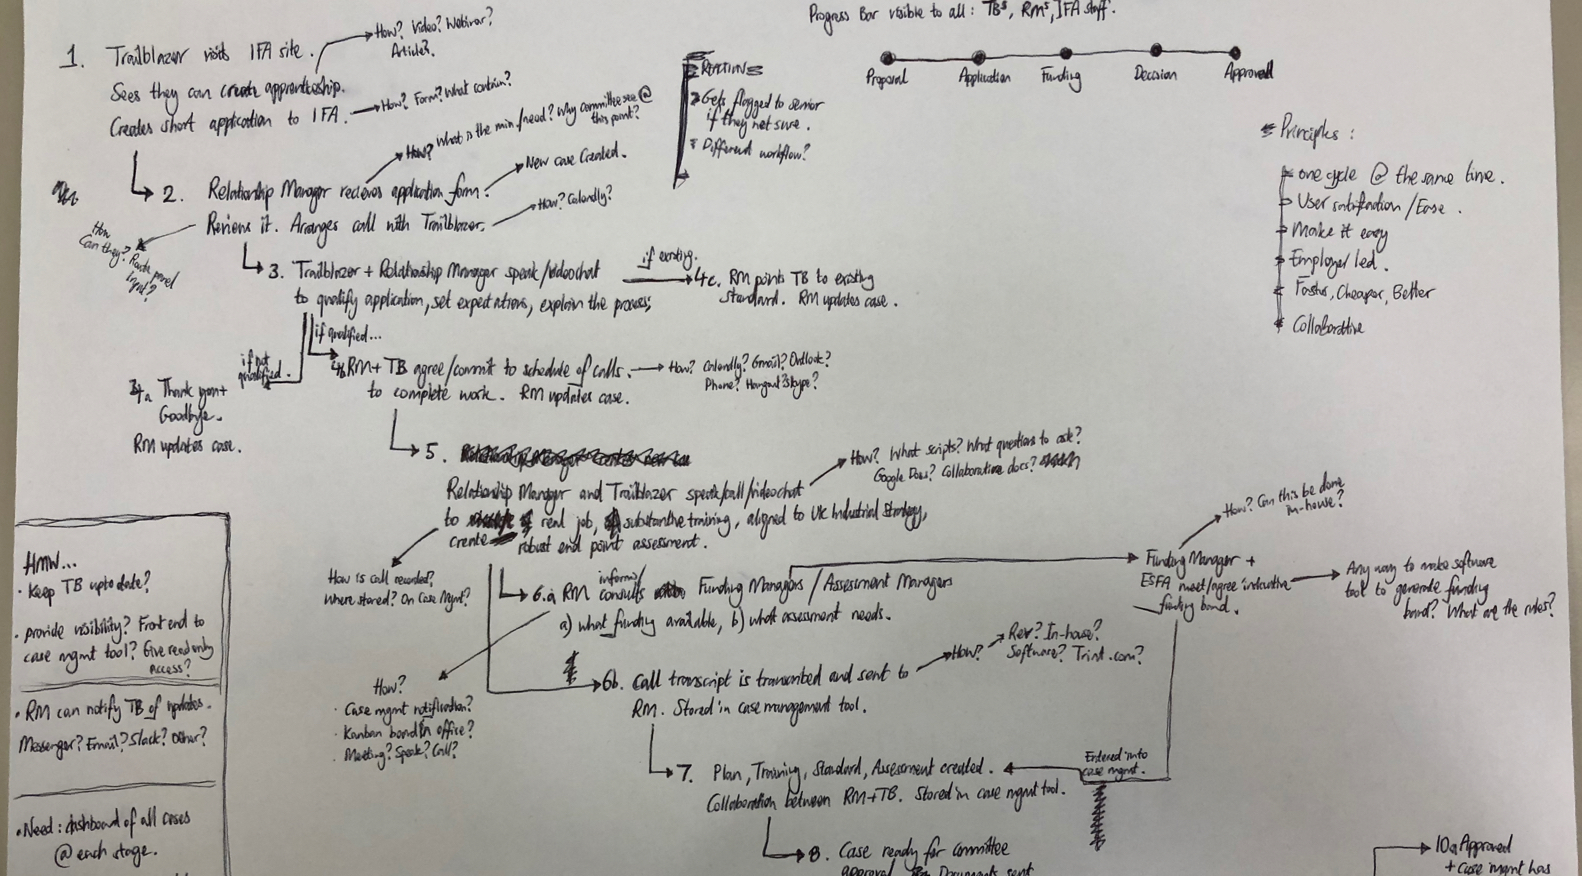 Progress Bar visible to all: TBs, RMs, IFA staff.
Proposal
Application
Funding
Decision
Approval
1. Trailblazer visits IFA site.
How? Video? Webinar?
Article?
Sees they can create apprenticeship.
Creates short application to IFA.
How? Form? What contain?
How? What is the min. need? Why committee see @
this point?
Gets flagged to senior
if they not sure.
Different workflow?
2. Relationship Manager recieves application form.
New case Created.
Reviews it. Arranges call with Trailblazer.
How? Calendly?
How
Can they?
Input?
3. Trailblazer + Relationship Manager speak/videochat
to qualify application, set expectations, explain the process;
if existing.
4c. RM points TB to existing
Standard. RM updates case.
if qualified...
if not
qualified.
4a Thank you +
Goodbye.
RM updates case.
4b RM + TB agree/commit to schedule of calls.
to complete work. RM updates case.
How? Calendly? Gmail? Outlook?
Phone? Hangout? Skype?
Principles:
one cycle @ the same time.
User satisfaction / Ease.
Make it easy
Employer led.
Faster, Cheaper, Better
Collaborative
5.
Relationship Manager and Trailblazer speak/call/videochat
to create real job, substantive training, aligned to UK Industrial Strategy,
robust end point assessment.
How? What scripts? What questions to ask?
Google Docs? Collaborative docs?
How is call recorded?
Where stored? On Case Mgmt?
6.a RM informs/
consults Funding Managers / Assessment Managers
a) what funding available, b) what assessment needs.
Funding Manager +
ESFA meet/agree indicative
funding band.
How? Can this be done
in-house?
Any way to make software
tool to generate funding
band? What are the rules?
How?
Case mgmt notification?
Kanban board in office?
Meeting? Speak? Call?
6b. Call transcript is transcribed and sent to
RM. Stored in case management tool.
How?
Rev? In-house?
Software? Trint.com?
7. Plan, Training, Standard, Assessment created.
Collaboration between RM + TB. Stored in case mgmt tool.
Entered into
case mgmt.
8. Case ready for committee
approval. Documents sent
10a Approved
+ Case mgmt has
HMW...
Keep TB up to date?
provide visibility? Front end to
case mgmt tool? Give read only
access?
RM can notify TB of updates.
Messenger? Email? Slack? Other?
Need: dashboard of all cases
@ each stage.